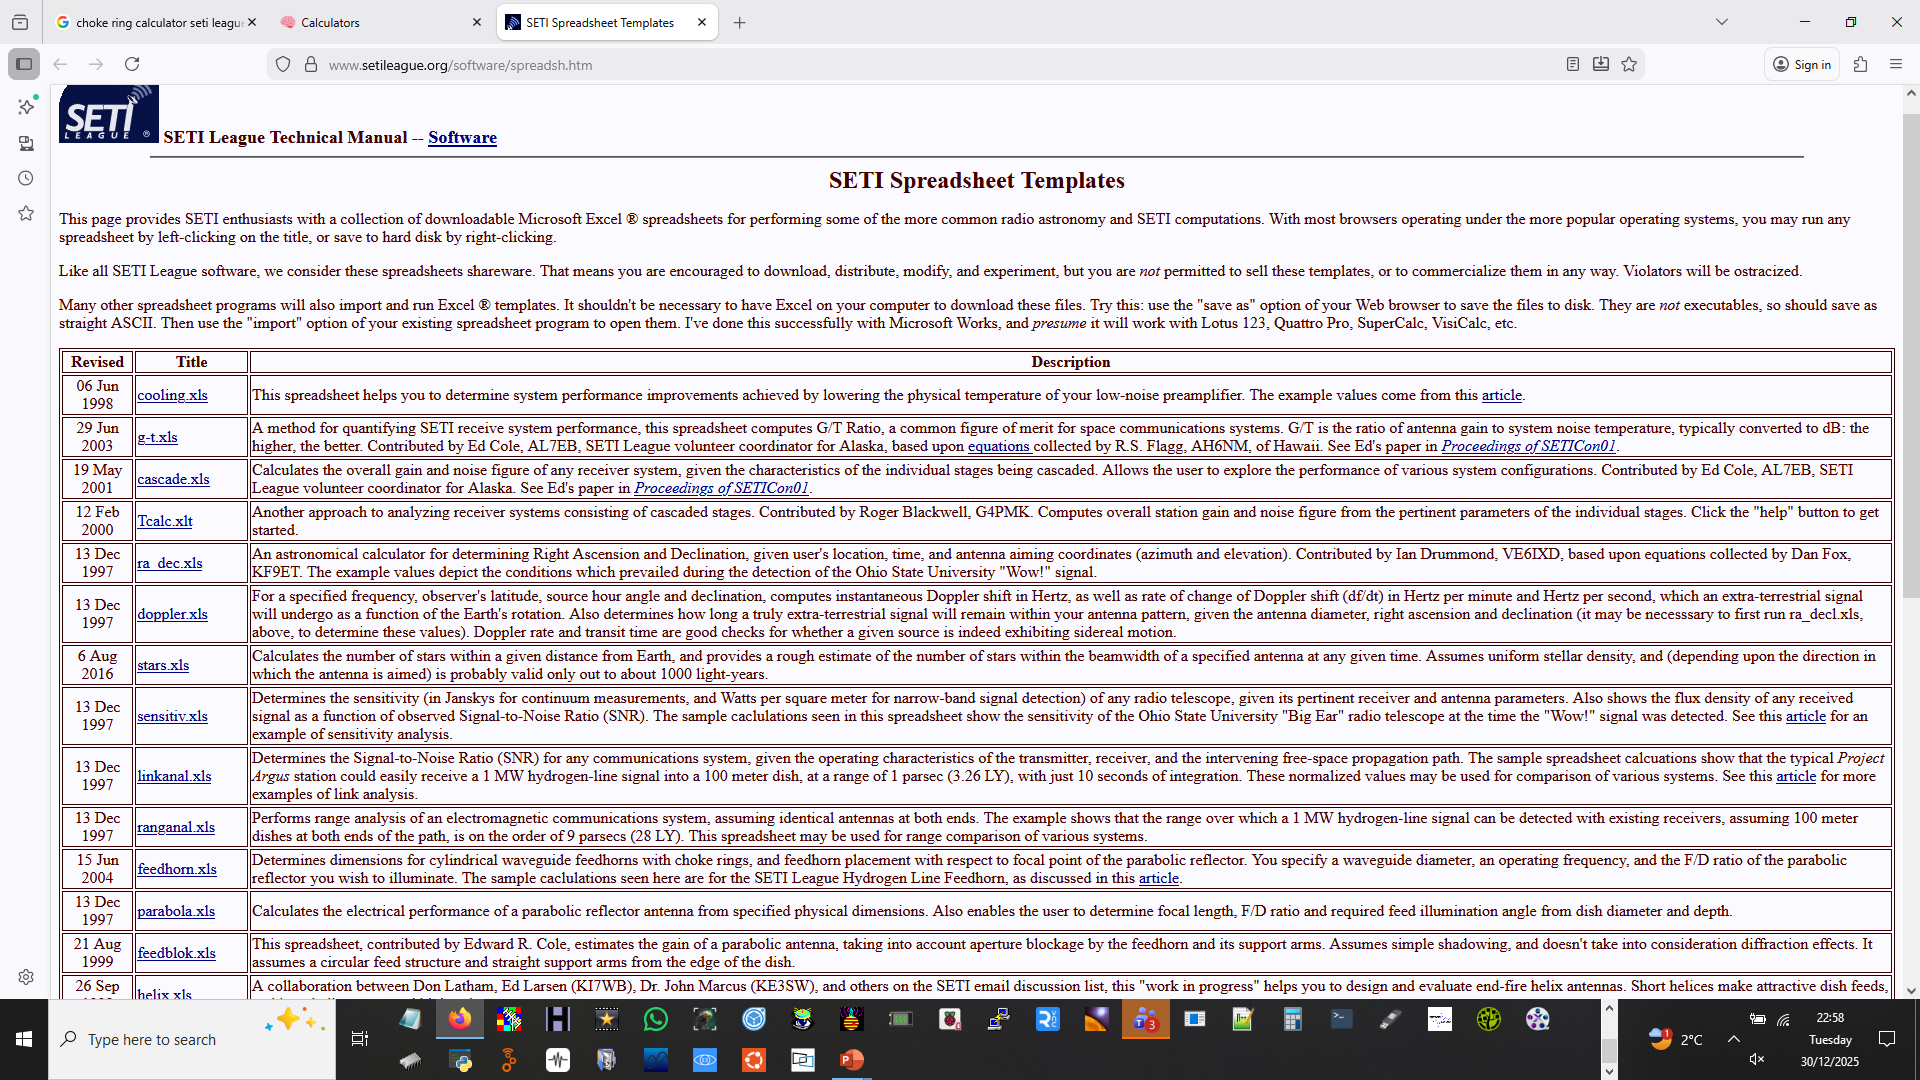 choke ring calculator seti leagu
Calculators
SETI Spreadsheet Templates
www.setileague.org/software/spreadsh.htm
Sign in
SETI
LEAGUE ®
SETI League Technical Manual -- Software
SETI Spreadsheet Templates
This page provides SETI enthusiasts with a collection of downloadable Microsoft Excel ® spreadsheets for performing some of the more common radio astronomy and SETI computations. With most browsers operating under the more popular operating systems, you may run any
spreadsheet by left-clicking on the title, or save to hard disk by right-clicking.
Like all SETI League software, we consider these spreadsheets shareware. That means you are encouraged to download, distribute, modify, and experiment, but you are not permitted to sell these templates, or to commercialize them in any way. Violators will be ostracized.
Many other spreadsheet programs will also import and run Excel ® templates. It shouldn't be necessary to have Excel on your computer to download these files. Try this: use the "save as" option of your Web browser to save the files to disk. They are not executables, so should save as
straight ASCII. Then use the "import" option of your existing spreadsheet program to open them. I've done this successfully with Microsoft Works, and presume it will work with Lotus 123, Quattro Pro, SuperCalc, VisiCalc, etc.
Revised Title Description
06 Jun
1998
cooling.xls
This spreadsheet helps you to determine system performance improvements achieved by lowering the physical temperature of your low-noise preamplifier. The example values come from this article.
29 Jun
2003
g-t.xls
A method for quantifying SETI receive system performance, this spreadsheet computes G/T Ratio, a common figure of merit for space communications systems. G/T is the ratio of antenna gain to system noise temperature, typically converted to dB: the
higher, the better. Contributed by Ed Cole, AL7EB, SETI League volunteer coordinator for Alaska, based upon equations collected by R.S. Flagg, AH6NM, of Hawaii. See Ed's paper in Proceedings of SETICon01.
19 May
2001
cascade.xls
Calculates the overall gain and noise figure of any receiver system, given the characteristics of the individual stages being cascaded. Allows the user to explore the performance of various system configurations. Contributed by Ed Cole, AL7EB, SETI
League volunteer coordinator for Alaska. See Ed's paper in Proceedings of SETICon01.
12 Feb
2000
Tcalc.xlt
Another approach to analyzing receiver systems consisting of cascaded stages. Contributed by Roger Blackwell, G4PMK. Computes overall station gain and noise figure from the pertinent parameters of the individual stages. Click the "help" button to get
started.
13 Dec
1997
ra_dec.xls
An astronomical calculator for determining Right Ascension and Declination, given user's location, time, and antenna aiming coordinates (azimuth and elevation). Contributed by Ian Drummond, VE6IXD, based upon equations collected by Dan Fox,
KF9ET. The example values depict the conditions which prevailed during the detection of the Ohio State University "Wow!" signal.
13 Dec
1997
doppler.xls
For a specified frequency, observer's latitude, source hour angle and declination, computes instantaneous Doppler shift in Hertz, as well as rate of change of Doppler shift (df/dt) in Hertz per minute and Hertz per second, which an extra-terrestrial signal
will undergo as a function of the Earth's rotation. Also determines how long a truly extra-terrestrial signal will remain within your antenna pattern, given the antenna diameter, right ascension and declination (it may be necesssary to first run ra_decl.xls,
above, to determine these values). Doppler rate and transit time are good checks for whether a given source is indeed exhibiting sidereal motion.
6 Aug
2016
stars.xls
Calculates the number of stars within a given distance from Earth, and provides a rough estimate of the number of stars within the beamwidth of a specified antenna at any given time. Assumes uniform stellar density, and (depending upon the direction in
which the antenna is aimed) is probably valid only out to about 1000 light-years.
13 Dec
1997
sensitiv.xls
Determines the sensitivity (in Janskys for continuum measurements, and Watts per square meter for narrow-band signal detection) of any radio telescope, given its pertinent receiver and antenna parameters. Also shows the flux density of any received
signal as a function of observed Signal-to-Noise Ratio (SNR). The sample caclulations seen in this spreadsheet show the sensitivity of the Ohio State University "Big Ear" radio telescope at the time the "Wow!" signal was detected. See this article for an
example of sensitivity analysis.
13 Dec
1997
linkanal.xls
Determines the Signal-to-Noise Ratio (SNR) for any communications system, given the operating characteristics of the transmitter, receiver, and the intervening free-space propagation path. The sample spreadsheet calcuations show that the typical Project
Argus station could easily receive a 1 MW hydrogen-line signal into a 100 meter dish, at a range of 1 parsec (3.26 LY), with just 10 seconds of integration. These normalized values may be used for comparison of various systems. See this article for more
examples of link analysis.
13 Dec
1997
ranganal.xls
Performs range analysis of an electromagnetic communications system, assuming identical antennas at both ends. The example shows that the range over which a 1 MW hydrogen-line signal can be detected with existing receivers, assuming 100 meter
dishes at both ends of the path, is on the order of 9 parsecs (28 LY). This spreadsheet may be used for range comparison of various systems.
15 Jun
2004
feedhorn.xls
Determines dimensions for cylindrical waveguide feedhorns with choke rings, and feedhorn placement with respect to focal point of the parabolic reflector. You specify a waveguide diameter, an operating frequency, and the F/D ratio of the parabolic
reflector you wish to illuminate. The sample caclulations seen here are for the SETI League Hydrogen Line Feedhorn, as discussed in this article.
13 Dec
1997
parabola.xls
Calculates the electrical performance of a parabolic reflector antenna from specified physical dimensions. Also enables the user to determine focal length, F/D ratio and required feed illumination angle from dish diameter and depth.
21 Aug
1999
feedblok.xls
This spreadsheet, contributed by Edward R. Cole, estimates the gain of a parabolic antenna, taking into account aperture blockage by the feedhorn and its support arms. Assumes simple shadowing, and doesn't take into consideration diffraction effects. It
assumes a circular feed structure and straight support arms from the edge of the dish.
26 Sep
helix.xls
A collaboration between Don Latham, Ed Larsen (KI7WB), Dr. John Marcus (KE3SW), and others on the SETI email discussion list, this "work in progress" helps you to design and evaluate end-fire helix antennas. Short helices make attractive dish feeds,
Type here to search
3
1
2°C
22:58
Tuesday
30/12/2025